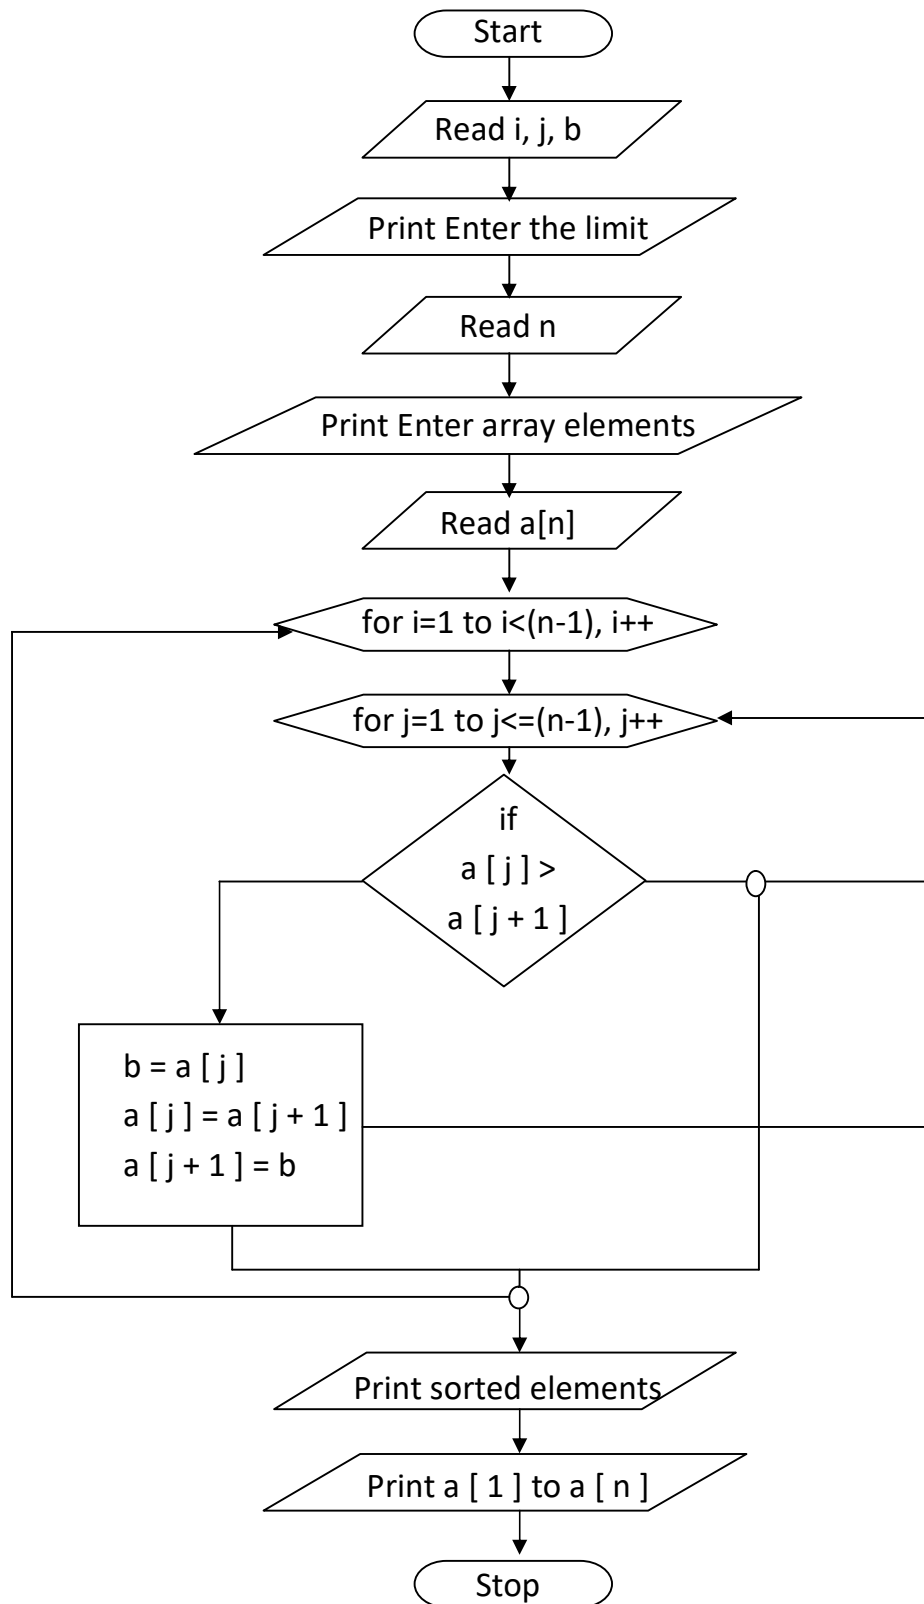 Start
Read i, j, b
Print Enter the limit
Read n
Print Enter array elements
Read a[n]
for i=1 to i<(n-1), i++
for j=1 to j<=(n-1), j++
if
a [ j ] >
a [ j + 1 ]
b = a [ j ]
a [ j ] = a [ j + 1 ]
a [ j + 1 ] = b
Print sorted elements
Print a [ 1 ] to a [ n ]
Stop